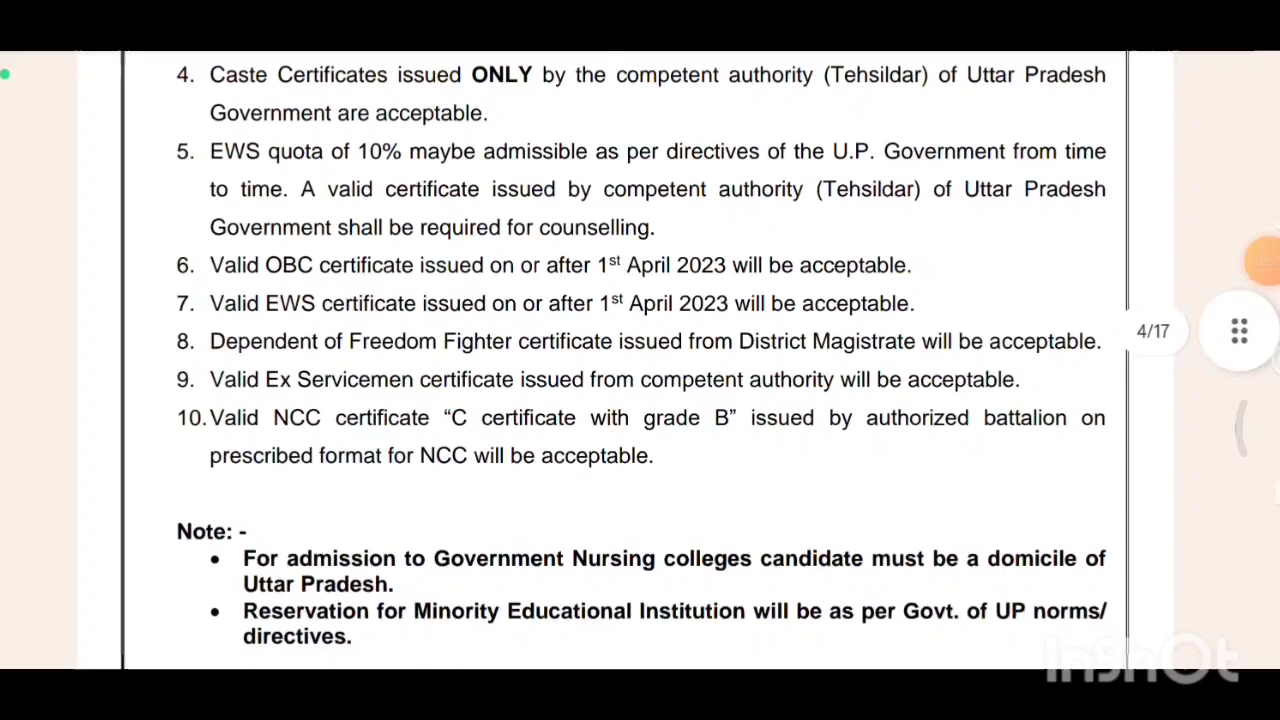 4. Caste Certificates issued ONLY by the competent authority (Tehsildar) of Uttar Pradesh
Government are acceptable.
5. EWS quota of 10% maybe admissible as per directives of the U.P. Government from time
to time. A valid certificate issued by competent authority (Tehsildar) of Uttar Pradesh
Government shall be required for counselling.
6. Valid OBC certificate issued on or after 1st April 2023 will be acceptable.
7. Valid EWS certificate issued on or after 1st April 2023 will be acceptable.
8. Dependent of Freedom Fighter certificate issued from District Magistrate will be acceptable.
4/17
9. Valid Ex Servicemen certificate issued from competent authority will be acceptable.
10. Valid NCC certificate “C certificate with grade B” issued by authorized battalion on
prescribed format for NCC will be acceptable.
Note: -
• For admission to Government Nursing colleges candidate must be a domicile of
Uttar Pradesh.
• Reservation for Minority Educational Institution will be as per Govt. of UP norms/
directives.
InShOt